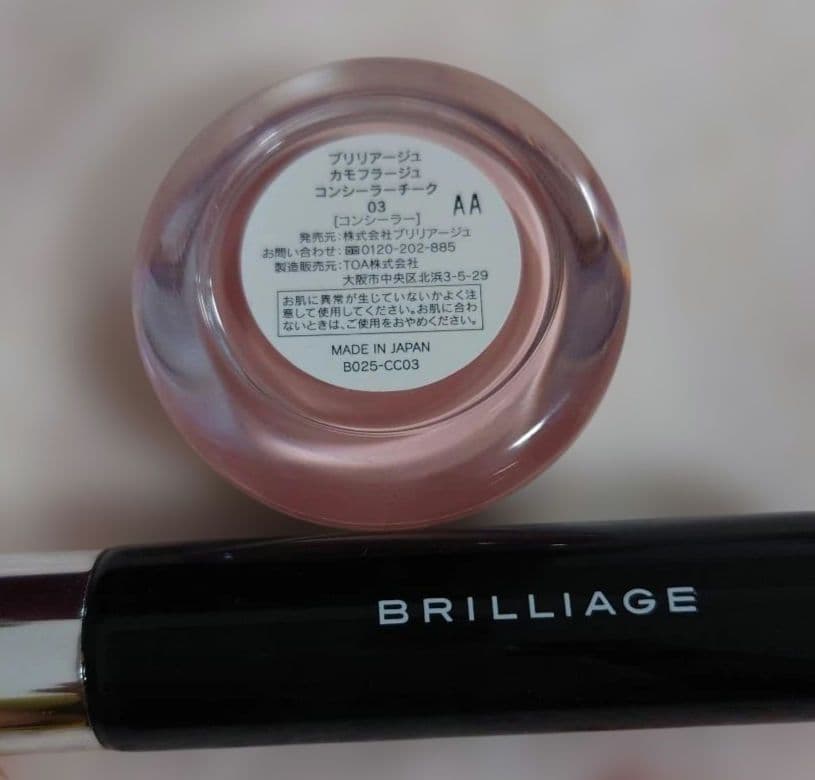 ブリリアージュ
カモフラージュ
コンシーラーチーク
03
AA
[コンシーラー]
発売元:株式会社ブリリアージュ
お問い合わせ:0120-202-885
製造販売元:TOA株式会社
大阪市中央区北浜3-5-29
お肌に異常が生じていないかよく注
意して使用してください。お肌に合わ
ないときは、ご使用をおやめください。
MADE IN JAPAN
B025-CC03
BRILLIAGE